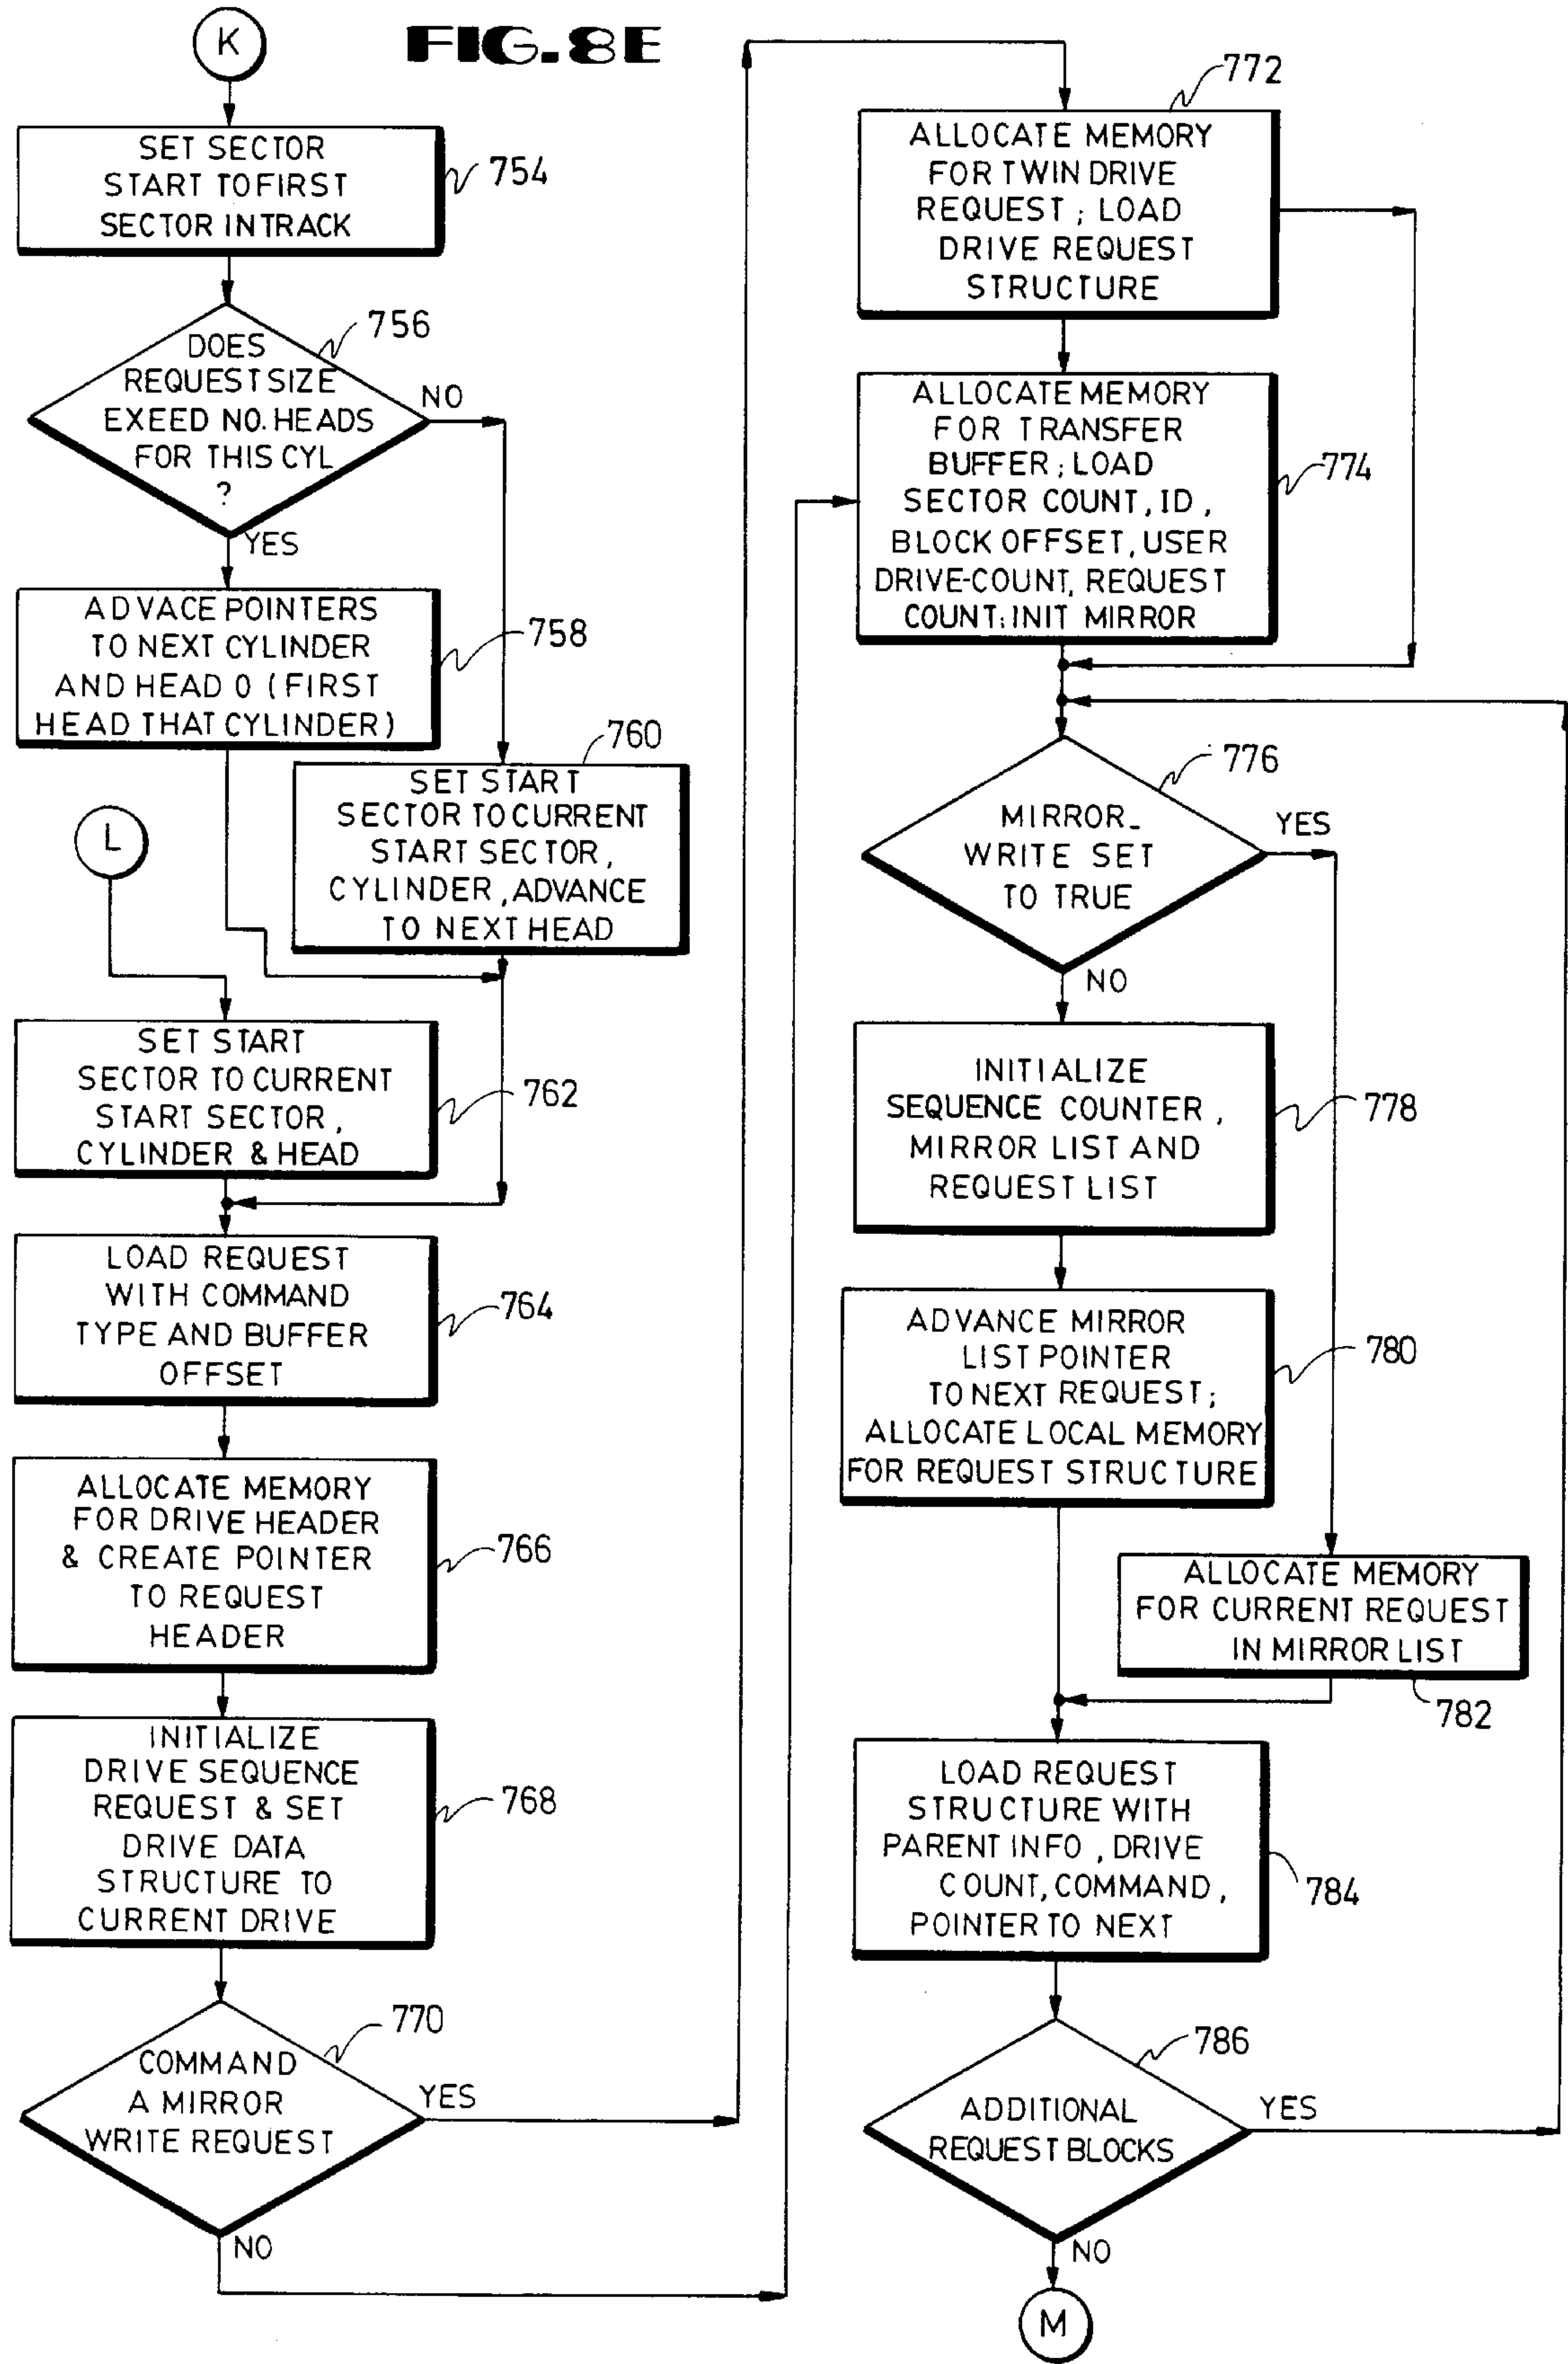 FIG. 8E
K
SET SECTOR
START TO FIRST
SECTOR IN TRACK
754
DOES
REQUEST SIZE
EXEED NO. HEADS
FOR THIS CYL
?
756
NO
YES
ADVACE POINTERS
TO NEXT CYLINDER
AND HEAD 0 (FIRST
HEAD THAT CYLINDER)
758
760
SET START
SECTOR TO CURRENT
START SECTOR,
CYLINDER, ADVANCE
TO NEXT HEAD
L
SET START
SECTOR TO CURRENT
START SECTOR,
CYLINDER & HEAD
762
LOAD REQUEST
WITH COMMAND
TYPE AND BUFFER
OFFSET
764
ALLOCATE MEMORY
FOR DRIVE HEADER
& CREATE POINTER
TO REQUEST
HEADER
766
INITIALIZE
DRIVE SEQUENCE
REQUEST & SET
DRIVE DATA
STRUCTURE TO
CURRENT DRIVE
768
770
COMMAND
A MIRROR
WRITE REQUEST
YES
NO
772
ALLOCATE MEMORY
FOR TWIN DRIVE
REQUEST; LOAD
DRIVE REQUEST
STRUCTURE
ALLOCATE MEMORY
FOR TRANSFER
BUFFER; LOAD
SECTOR COUNT, ID,
BLOCK OFFSET, USER
DRIVE-COUNT, REQUEST
COUNT: INIT MIRROR
774
776
MIRROR_
WRITE SET
TO TRUE
YES
NO
INITIALIZE
SEQUENCE COUNTER,
MIRROR LIST AND
REQUEST LIST
778
ADVANCE MIRROR
LIST POINTER
TO NEXT REQUEST;
ALLOCATE LOCAL MEMORY
FOR REQUEST STRUCTURE
780
ALLOCATE MEMORY
FOR CURRENT REQUEST
IN MIRROR LIST
782
LOAD REQUEST
STRUCTURE WITH
PARENT INFO, DRIVE
COUNT, COMMAND,
POINTER TO NEXT
784
786
ADDITIONAL
REQUEST BLOCKS
YES
NO
M